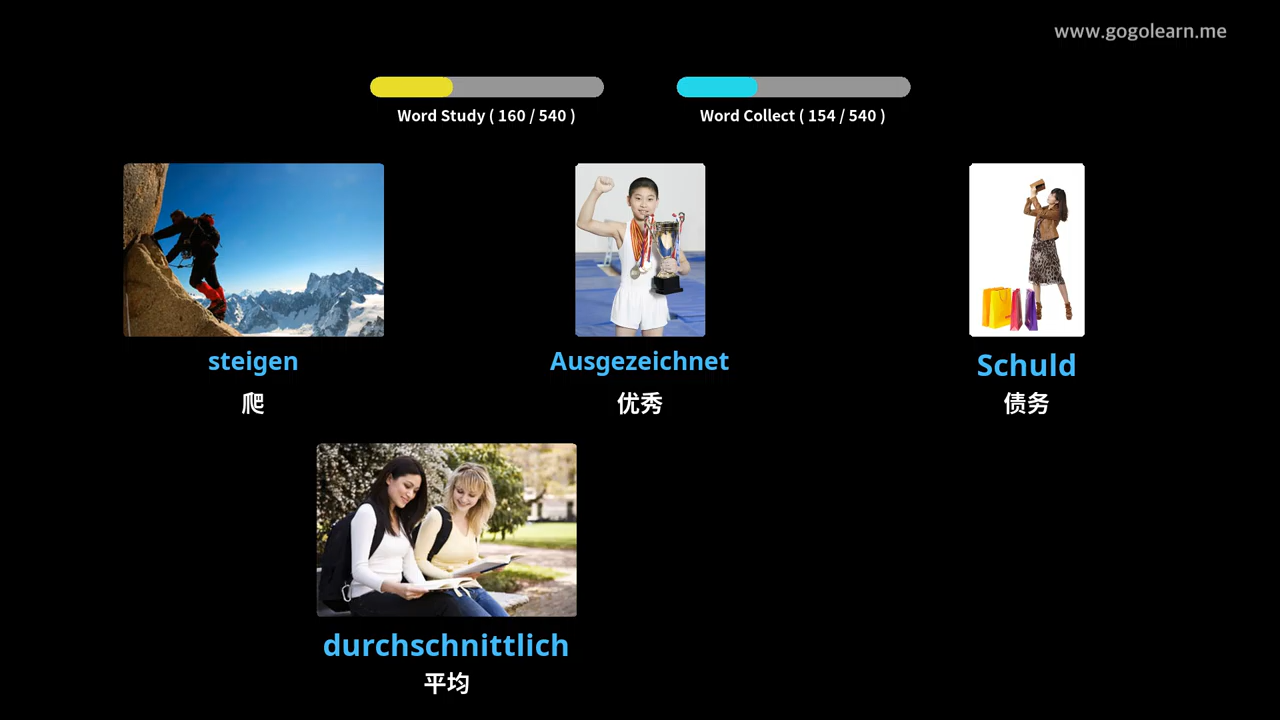 www.gogolearn.me
Word Study ( 160 / 540 )
Word Collect ( 154 / 540 )
steigen
爬
Ausgezeichnet
优秀
Schuld
债务
durchschnittlich
平均